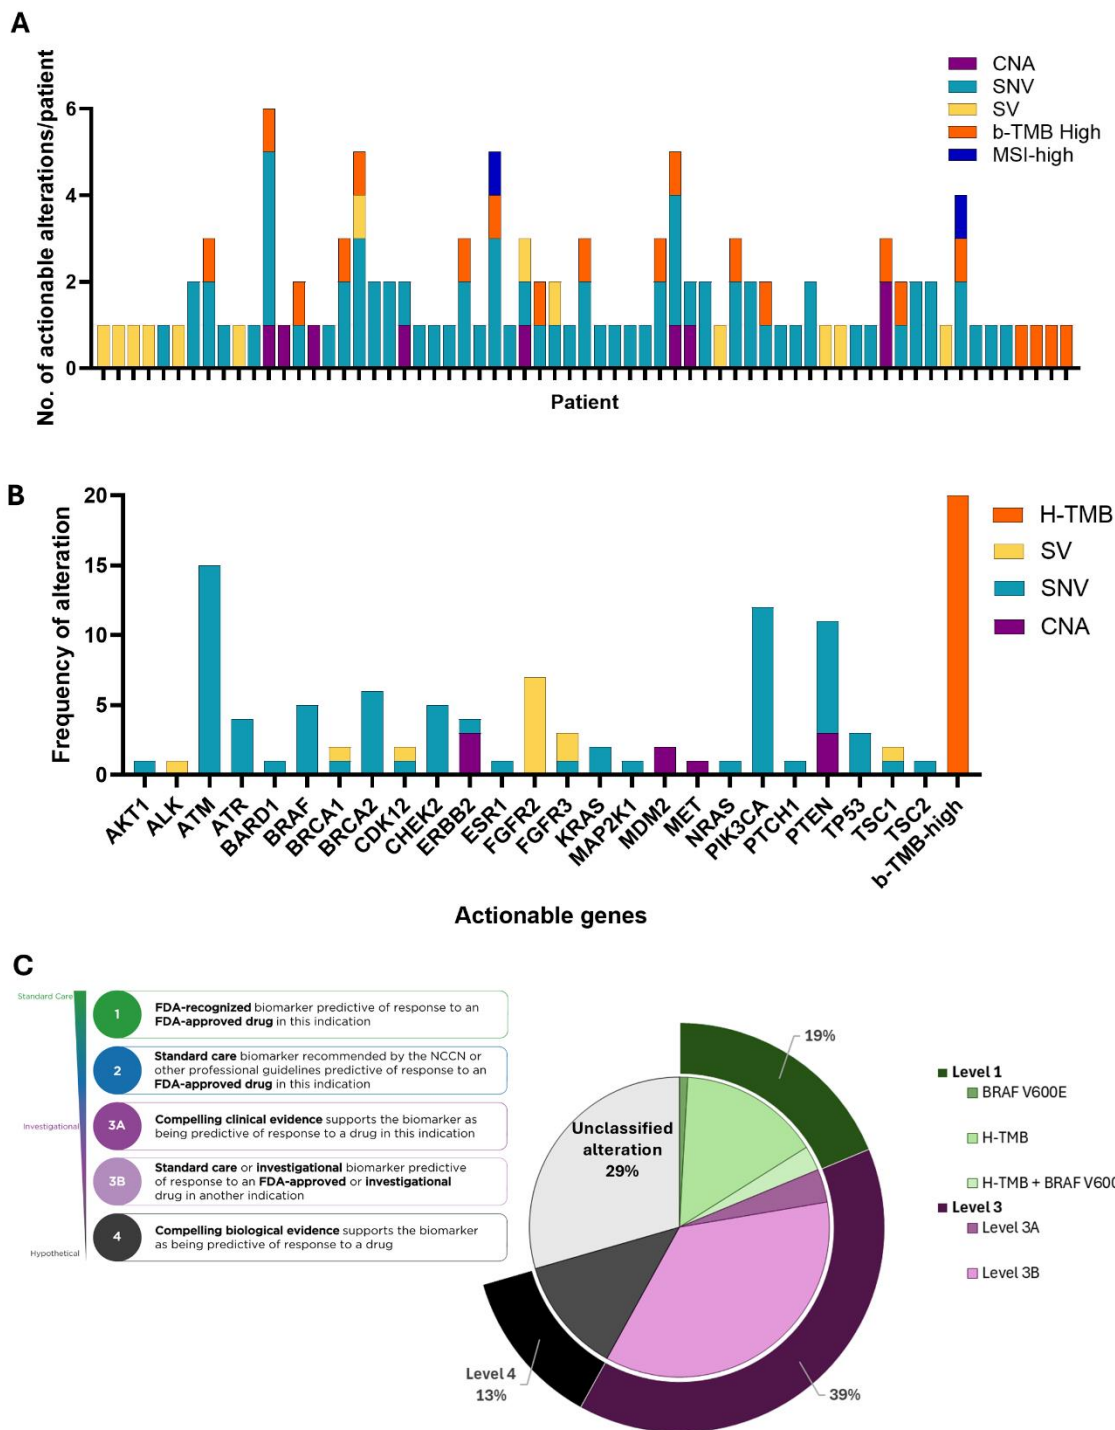 A
No. of actionable alterations/patient
6
4
2
0
Patient
CNA
SNV
SV
b-TMB High
MSI-high
B
Frequency of alteration
20
15
10
5
0
AKT1
ALK
ATM
ATR
BARD1
BRAF
BRCA1
BRCA2
CDK12
CHEK2
ERBB2
ESR1
FGFR2
FGFR3
KRAS
MAP2K1
MDM2
MET
NRAS
PIK3CA
PTCH1
PTEN
TP53
TSC1
TSC2
b-TMB-high
Actionable genes
H-TMB
SV
SNV
CNA
C
Standard Care
Investigational
Hypothetical
1
FDA-recognized biomarker predictive of response to an
FDA-approved drug in this indication
2
Standard care biomarker recommended by the NCCN or
other professional guidelines predictive of response to an
FDA-approved drug in this indication
3A
Compelling clinical evidence supports the biomarker as
being predictive of response to a drug in this indication
3B
Standard care or investigational biomarker predictive
of response to an FDA-approved or investigational
drug in another indication
4
Compelling biological evidence supports the biomarker
as being predictive of response to a drug
Unclassified
alteration
29%
19%
39%
Level 4
13%
Level 1
BRAF V600E
H-TMB
H-TMB + BRAF V600
Level 3
Level 3A
Level 3B